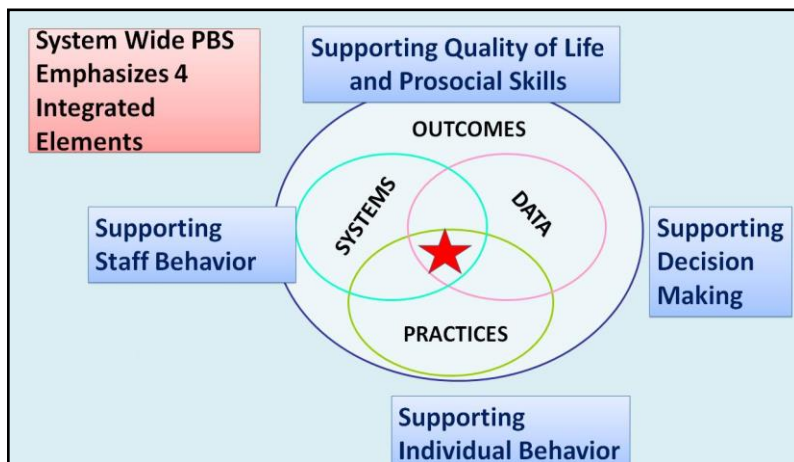 System Wide PBS
Emphasizes 4
Integrated
Elements
Supporting Quality of Life
and Prosocial Skills
OUTCOMES
SYSTEMS
DATA
Supporting
Staff Behavior
Supporting
Decision
Making
PRACTICES
Supporting
Individual Behavior